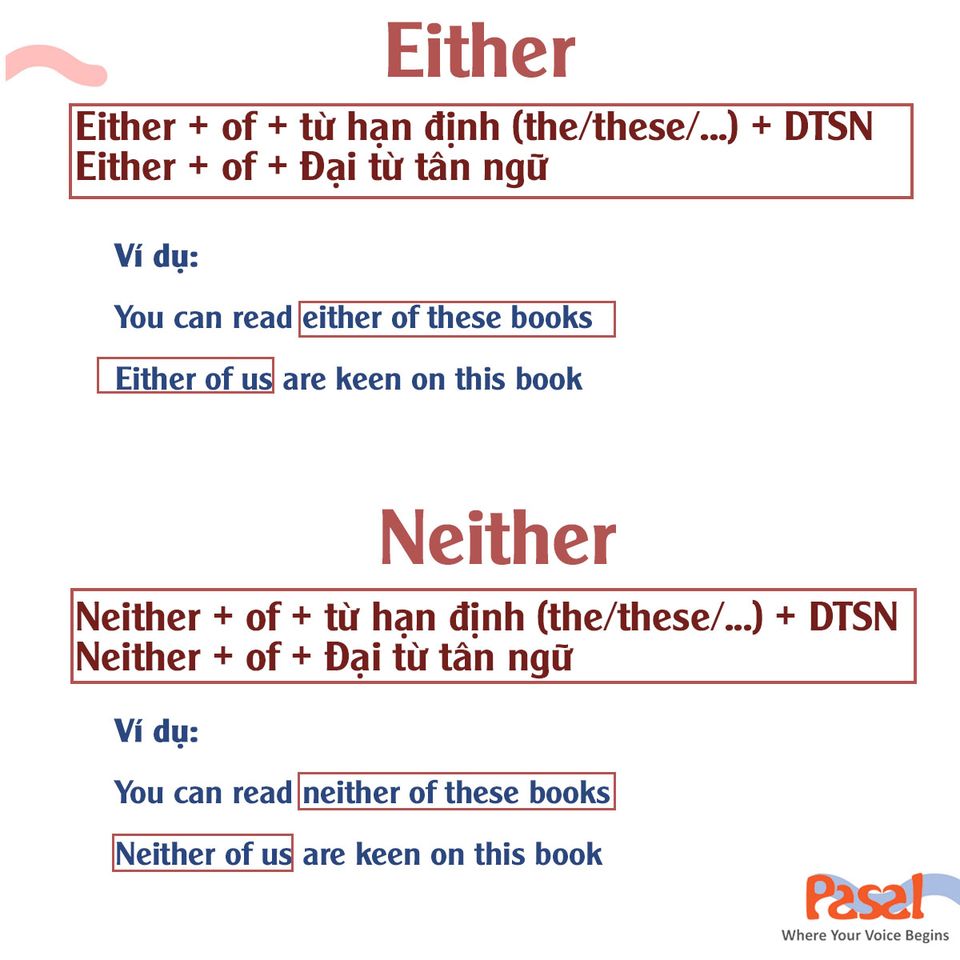 Either
Either + of + từ hạn định (the/these/...) + DTSN
Either + of + Đại từ tân ngữ
Ví dụ:
You can read either of these books
Either of us are keen on this book
Neither
Neither + of + từ hạn định (the/these/...) + DTSN
Neither + of + Đại từ tân ngữ
Ví dụ:
You can read neither of these books
Neither of us are keen on this book
Pasal
Where Your Voice Begins